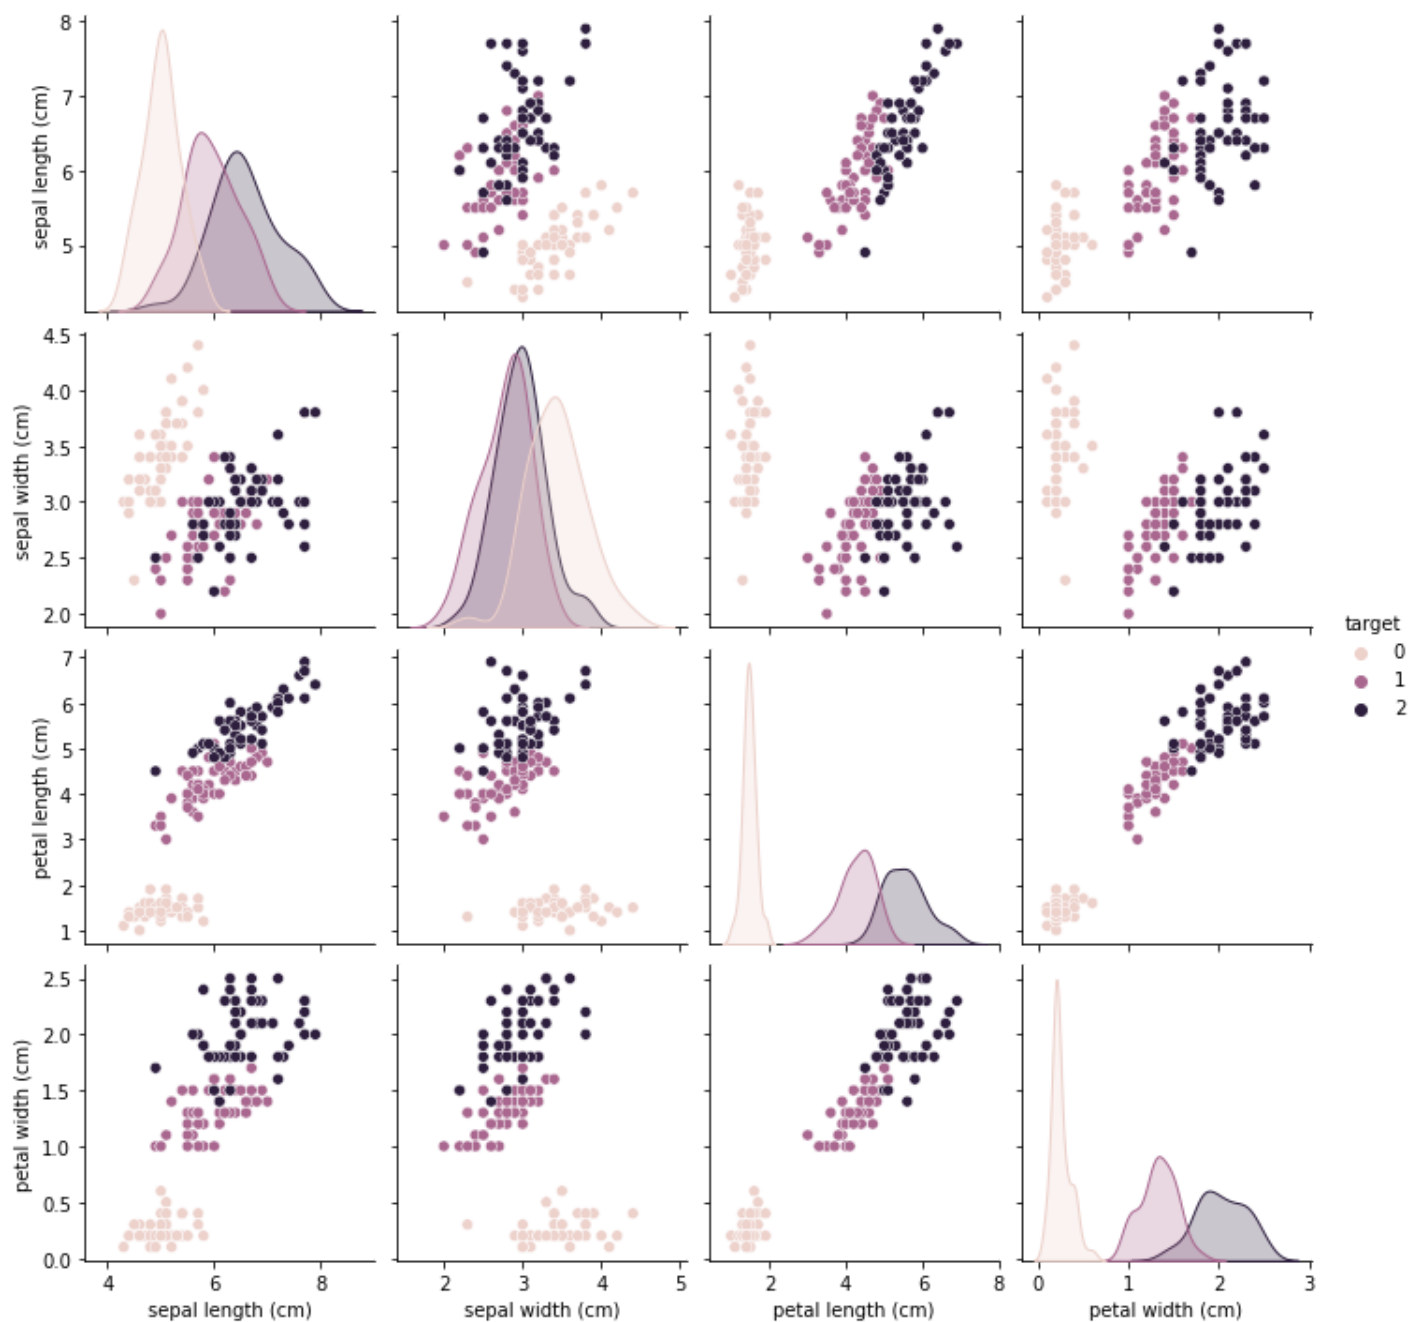 8
7
6
5
sepal length (cm)
4.5
4.0
3.5
3.0
2.5
2.0
sepal width (cm)
target
0
1
2
7
6
5
4
3
2
1
petal length (cm)
2.5
2.0
1.5
1.0
0.5
0.0
petal width (cm)
4 6 8
sepal length (cm)
2 3 4 5
sepal width (cm)
2 4 6 8
petal length (cm)
0 1 2 3
petal width (cm)